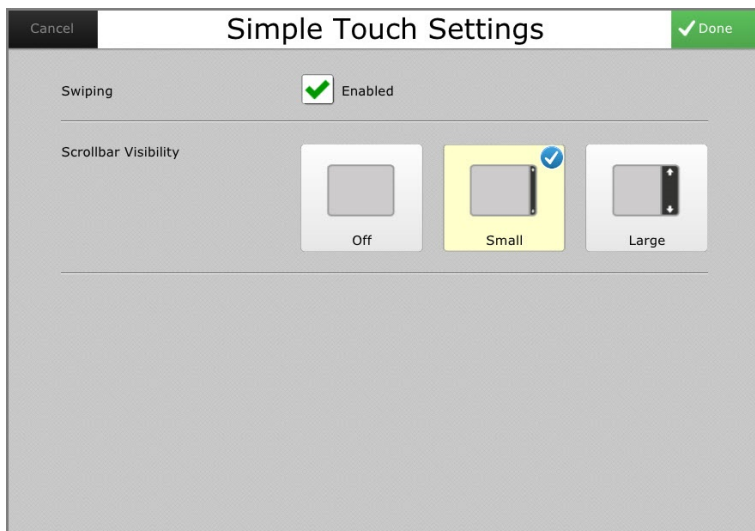 Cancel
Simple Touch Settings
Done
Swiping
Enabled
Scrollbar Visibility
Off
Small
Large